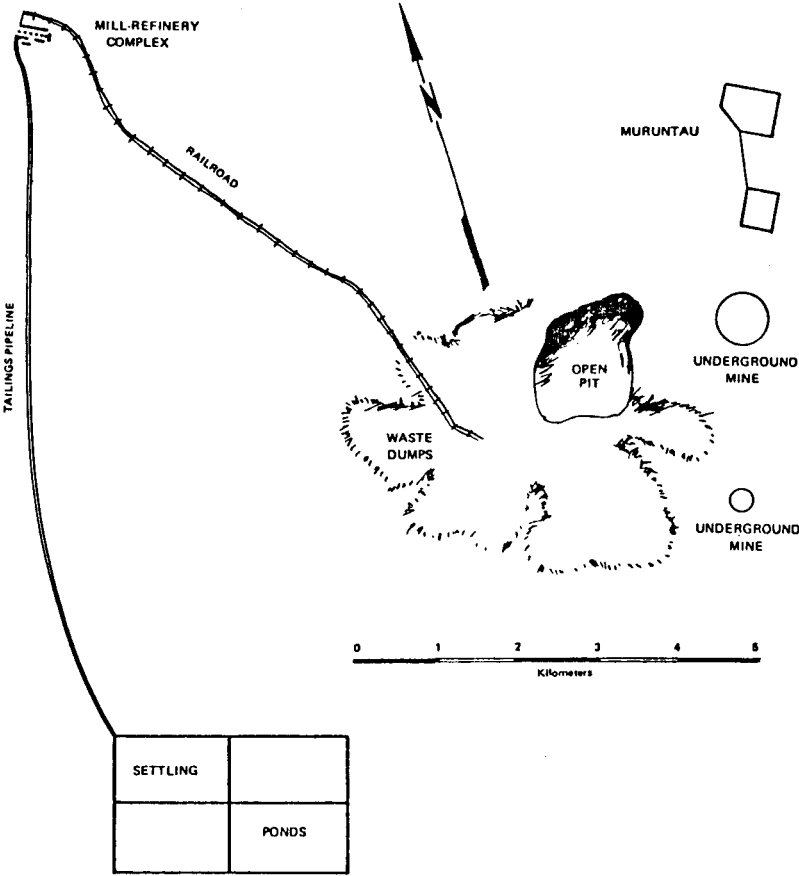 MILL-REFINERY
COMPLEX
N
MURUNTAU
RAILROAD
TAILINGS PIPELINE
OPEN
PIT
UNDERGROUND
MINE
WASTE
DUMPS
UNDERGROUND
MINE
0 1 2 3 4 5
Kilometers
SETTLING
PONDS